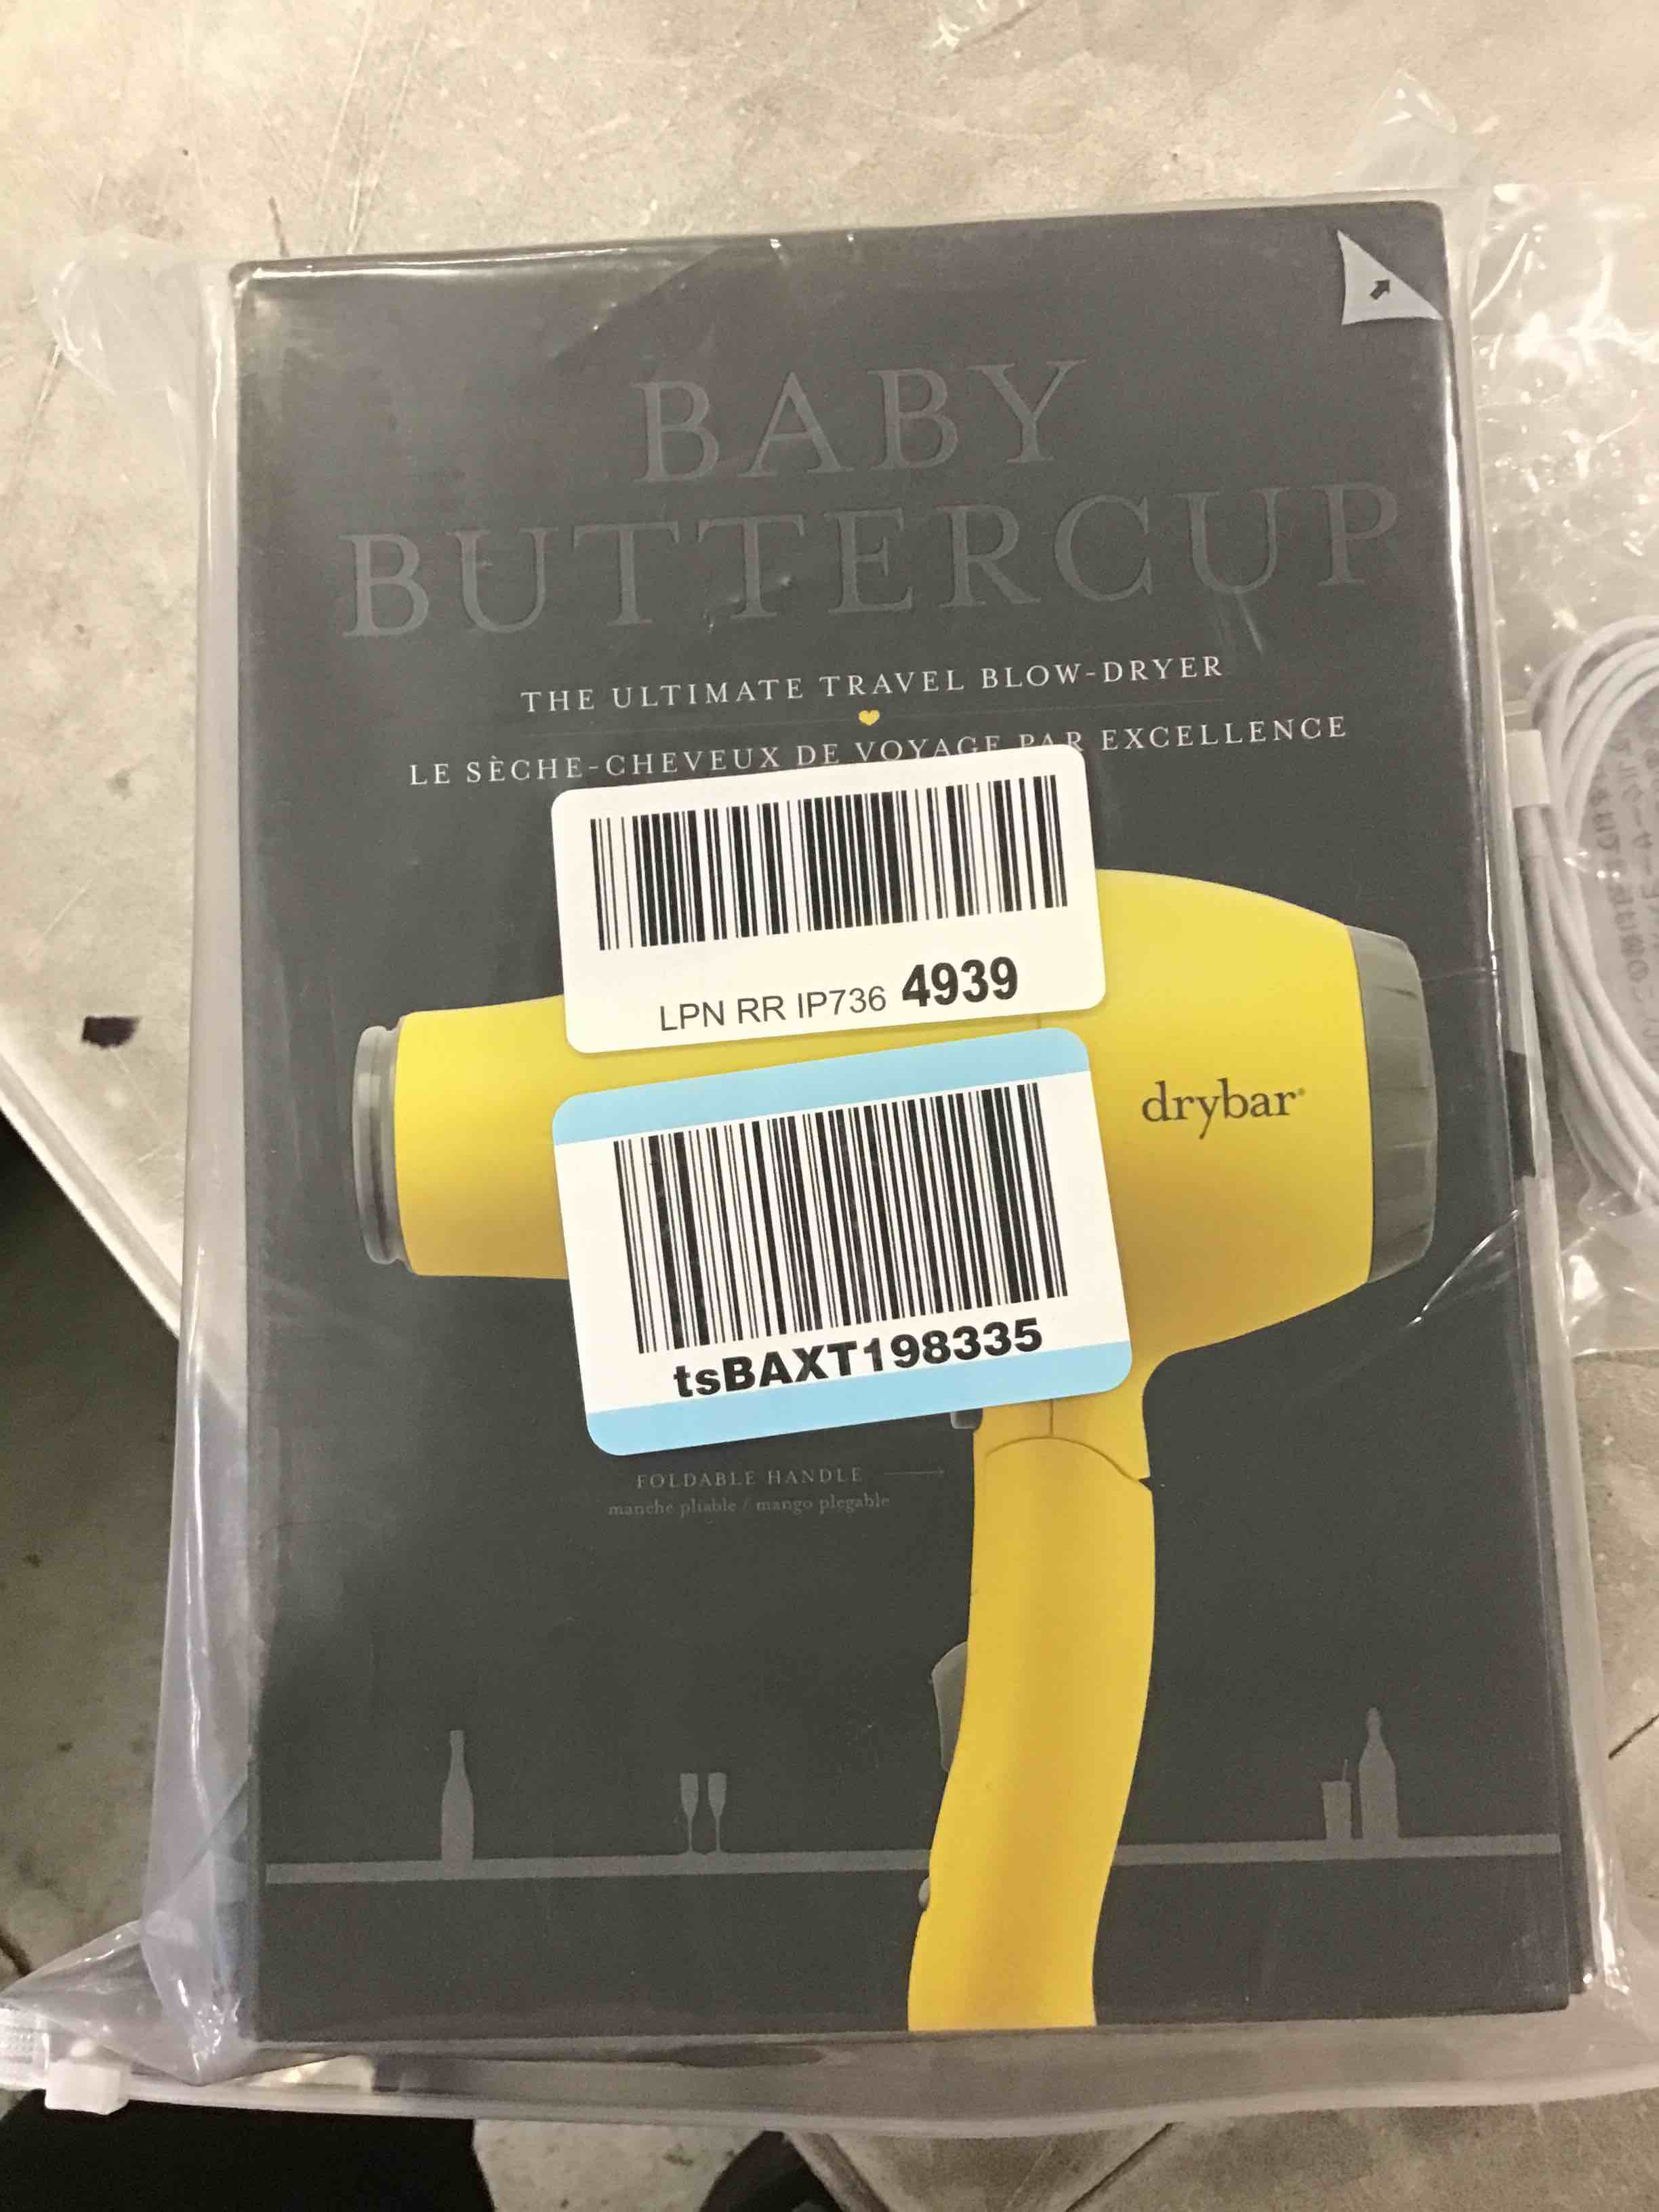 BABY
BUTTERCUP
THE ULTIMATE TRAVEL BLOW-DRYER
LE SÈCHE-CHEVEUX DE VOYAGE PAR EXCELLENCE
LPN RR IP736 4939
drybar®
tsBAXT198335
FOLDABLE HANDLE
manche pliable / mango plegable